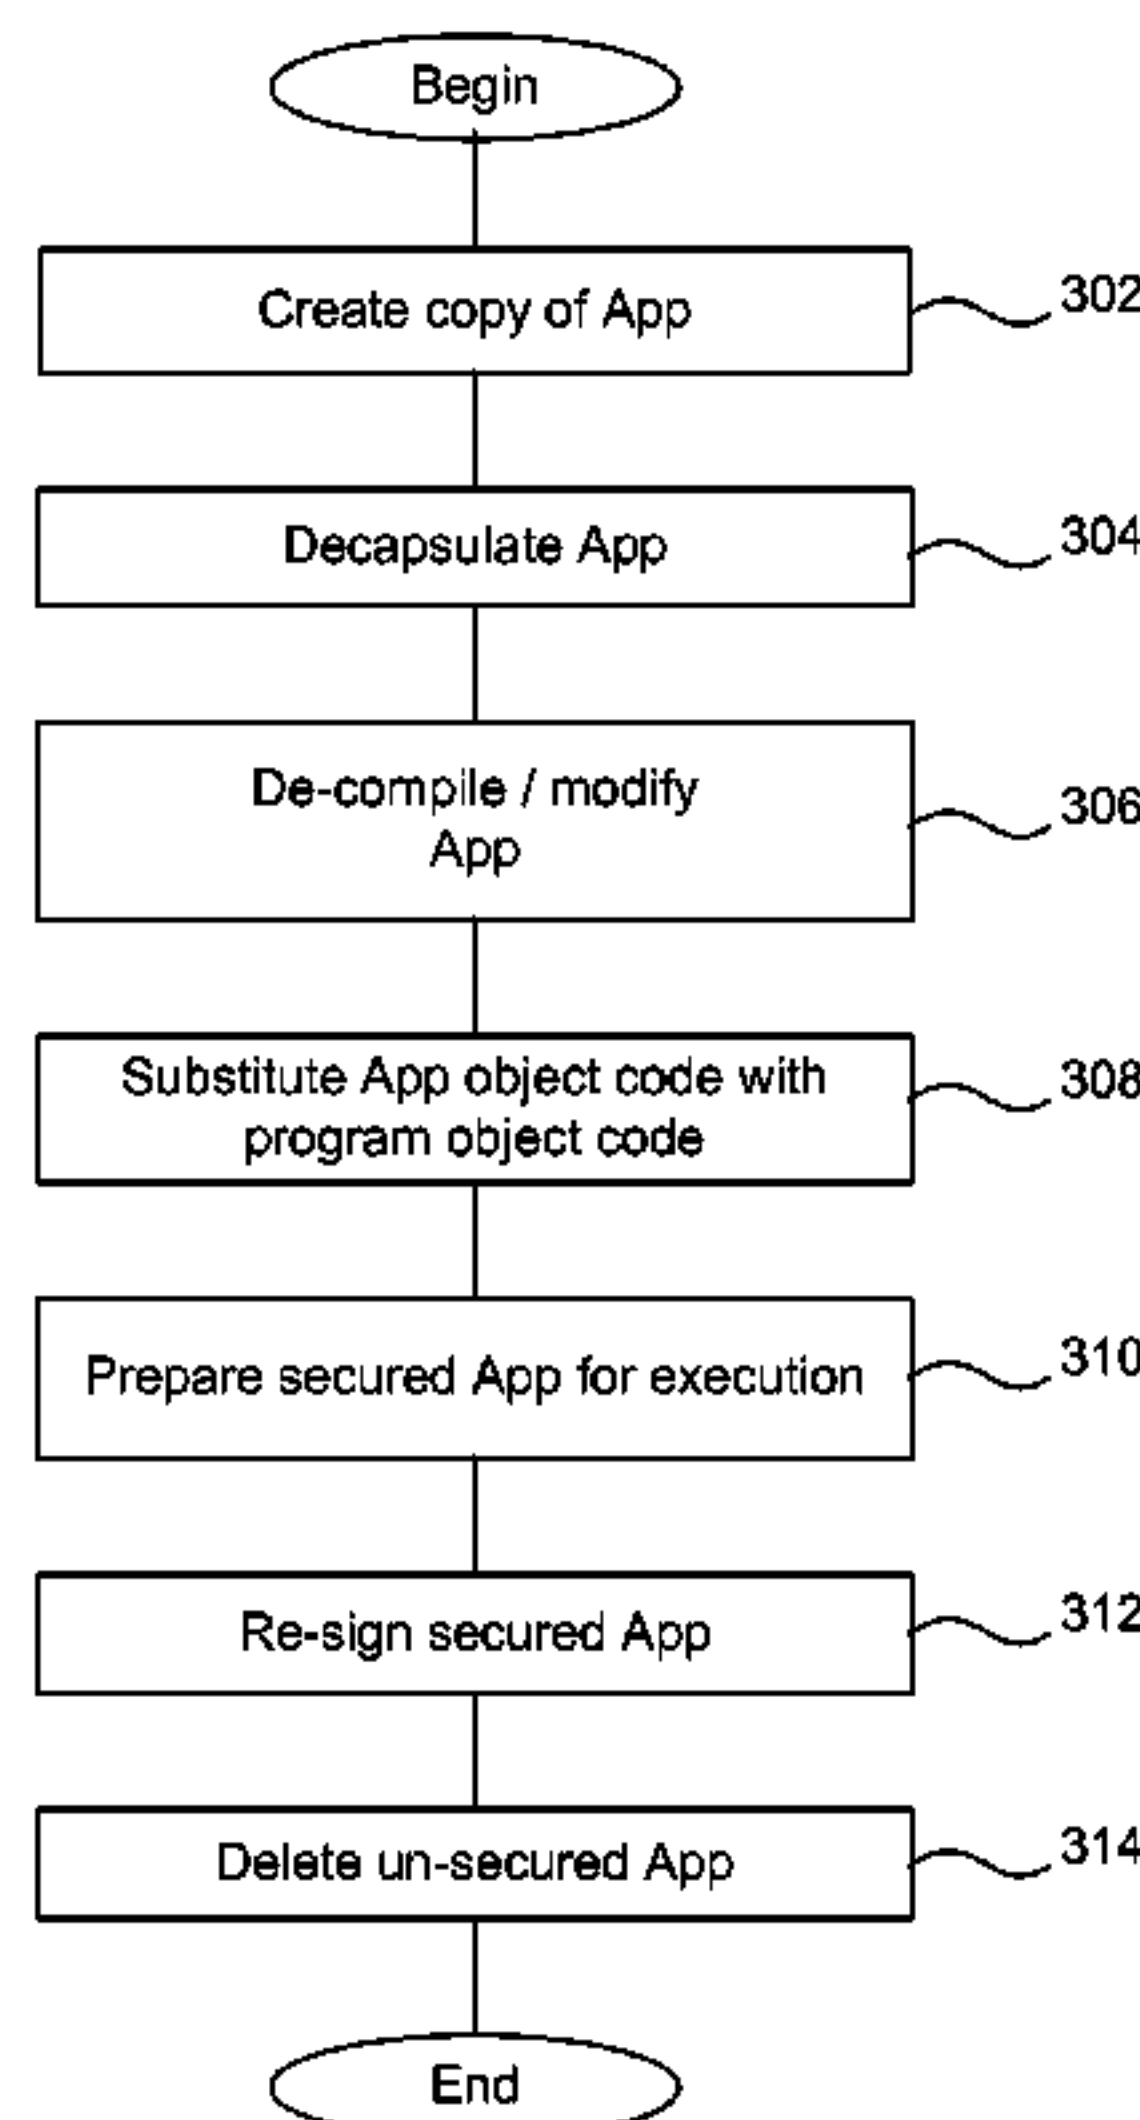 Begin
Create copy of App
302
Decapsulate App
304
De-compile / modify
App
306
Substitute App object code with
program object code
308
Prepare secured App for execution
310
Re-sign secured App
312
Delete un-secured App
314
End